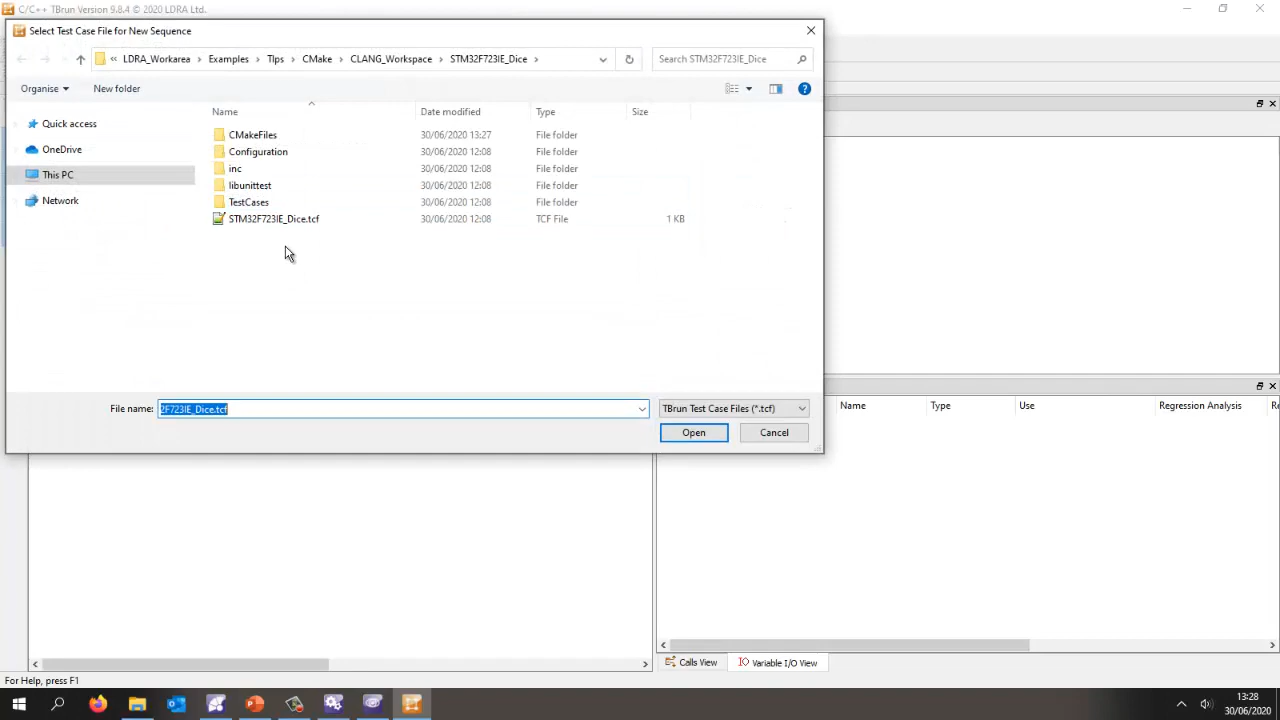 C/C++ TBrun Version 9.8.4 © 2020 LDRA Ltd.
Select Test Case File for New Sequence
« LDRA_Workarea > Examples > TIps > CMake > CLANG_Workspace > STM32F723IE_Dice >
Search STM32F723IE_Dice
Organise
New folder
Name
Date modified
Type
Size
Quick access
OneDrive
This PC
Network
CMakeFiles 30/06/2020 13:27 File folder
Configuration 30/06/2020 12:08 File folder
inc 30/06/2020 12:08 File folder
libunittest 30/06/2020 12:08 File folder
TestCases 30/06/2020 12:08 File folder
STM32F723IE_Dice.tcf 30/06/2020 12:08 TCF File 1 KB
File name: 2F723IE_Dice.tcf
TBrun Test Case Files (*.tcf)
Open
Cancel
Name Type Use Regression Analysis Re
Calls View
I/O Variable I/O View
For Help, press F1
13:28
30/06/2020